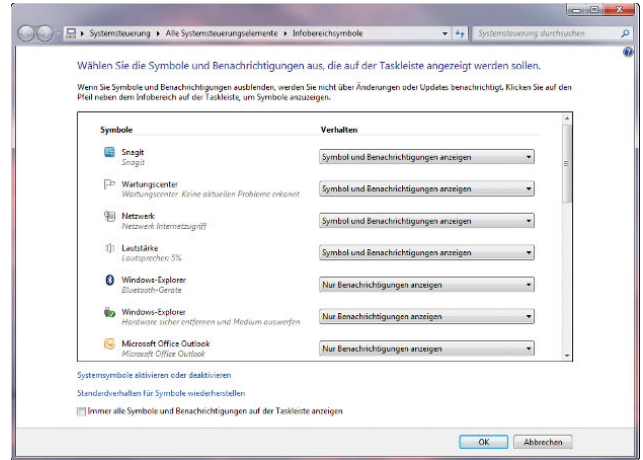 Systemsteuerung ▸ Alle Systemsteuerungselemente ▸ Infobereichsymbole
Systemsteuerung durchsuchen
Wählen Sie die Symbole und Benachrichtigungen aus, die auf der Taskleiste angezeigt werden sollen.
Wenn Sie Symbole und Benachrichtigungen ausblenden, werden Sie nicht über Änderungen oder Updates benachrichtigt. Klicken Sie auf den
Pfeil neben dem Infobereich auf der Taskleiste, um Symbole anzuzeigen.
Symbole Verhalten
Snagit
Snagit
Symbol und Benachrichtigungen anzeigen
Wartungscenter
Wartungscenter Keine aktuellen Probleme erkannt
Symbol und Benachrichtigungen anzeigen
Netzwerk
Netzwerk Internetzugriff
Symbol und Benachrichtigungen anzeigen
Lautstärke
Lautsprecher: 5%
Symbol und Benachrichtigungen anzeigen
Windows-Explorer
Bluetooth-Geräte
Nur Benachrichtigungen anzeigen
Windows-Explorer
Hardware sicher entfernen und Medium auswerfen
Nur Benachrichtigungen anzeigen
Microsoft Office Outlook
Microsoft Office Outlook
Nur Benachrichtigungen anzeigen
Systemsymbole aktivieren oder deaktivieren
Standardverhalten für Symbole wiederherstellen
Immer alle Symbole und Benachrichtigungen auf der Taskleiste anzeigen
OK Abbrechen